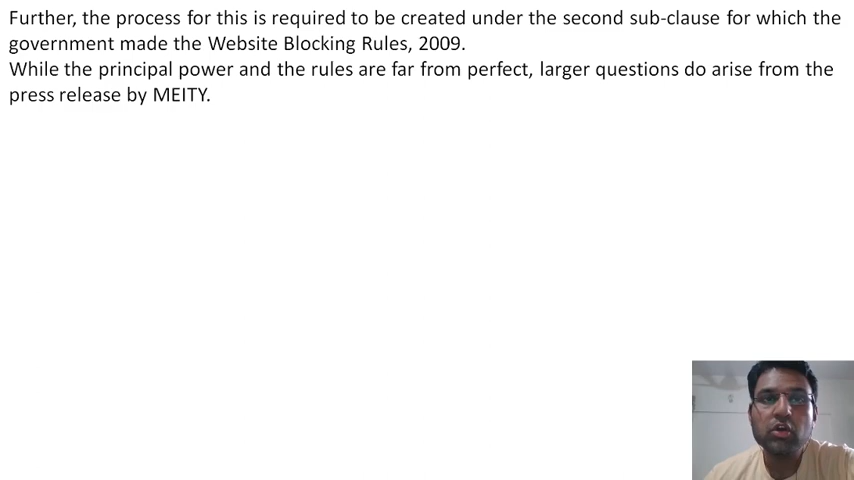 Further, the process for this is required to be created under the second sub-clause for which the
government made the Website Blocking Rules, 2009.
While the principal power and the rules are far from perfect, larger questions do arise from the
press release by MEITY.